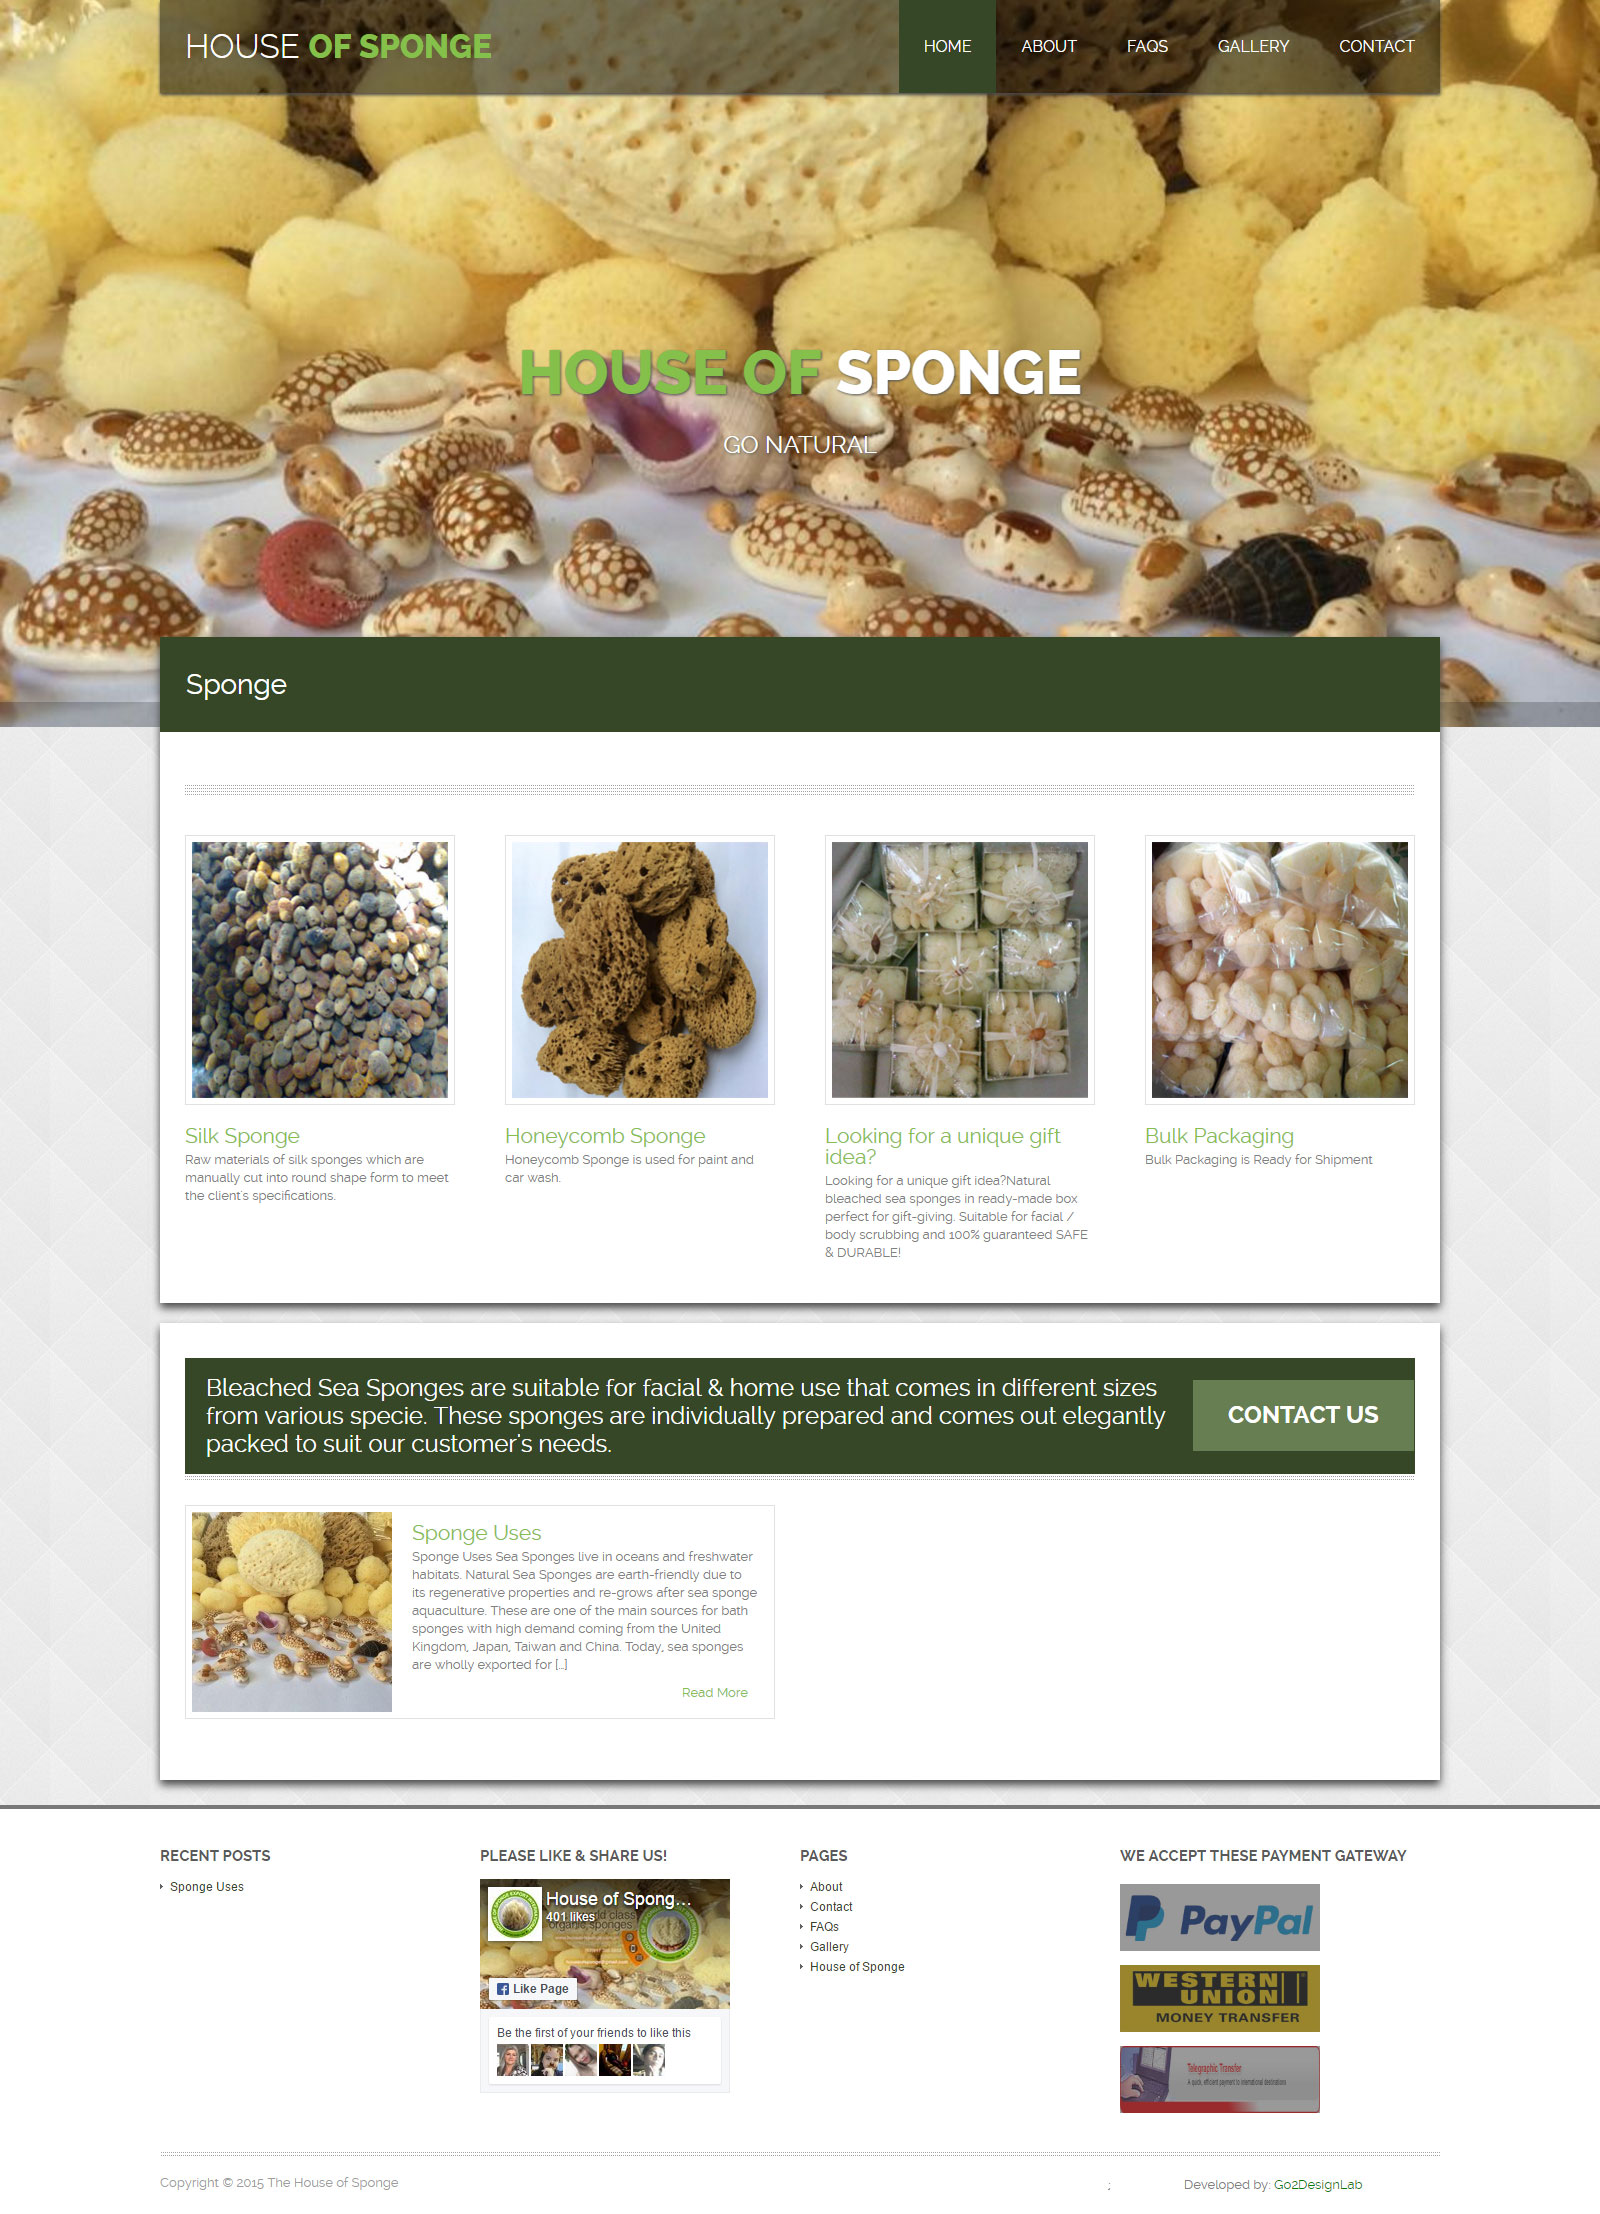 HOUSE OF SPONGE
HOME
ABOUT
FAQS
GALLERY
CONTACT
HOUSE OF SPONGE
GO NATURAL
Sponge
Silk Sponge
Raw materials of silk sponges which are
manually cut into round shape form to meet
the client's specifications.
Honeycomb Sponge
Honeycomb Sponge is used for paint and
car wash.
Looking for a unique gift
idea?
Looking for a unique gift idea?Natural
bleached sea sponges in ready-made box
perfect for gift-giving. Suitable for facial /
body scrubbing and 100% guaranteed SAFE
& DURABLE!
Bulk Packaging
Bulk Packaging is Ready for Shipment
Bleached Sea Sponges are suitable for facial & home use that comes in different sizes
from various specie. These sponges are individually prepared and comes out elegantly
packed to suit our customer's needs.
CONTACT US
Sponge Uses
Sponge Uses Sea Sponges live in oceans and freshwater
habitats. Natural Sea Sponges are earth-friendly due to
its regenerative properties and re-grows after sea sponge
aquaculture. These are one of the main sources for bath
sponges with high demand coming from the United
Kingdom, Japan, Taiwan and China. Today, sea sponges
are wholly exported for [...]
Read More
RECENT POSTS
Sponge Uses
PLEASE LIKE & SHARE US!
House of Spong...
401 likes
organic sponges
Like Page
Be the first of your friends to like this
PAGES
About
Contact
FAQs
Gallery
House of Sponge
WE ACCEPT THESE PAYMENT GATEWAY
PayPal
WESTERN
UNION
MONEY TRANSFER
Telegraphic Transfer
A quick, efficient payment to international destinations
Copyright © 2015 The House of Sponge
;
Developed by: Go2DesignLab